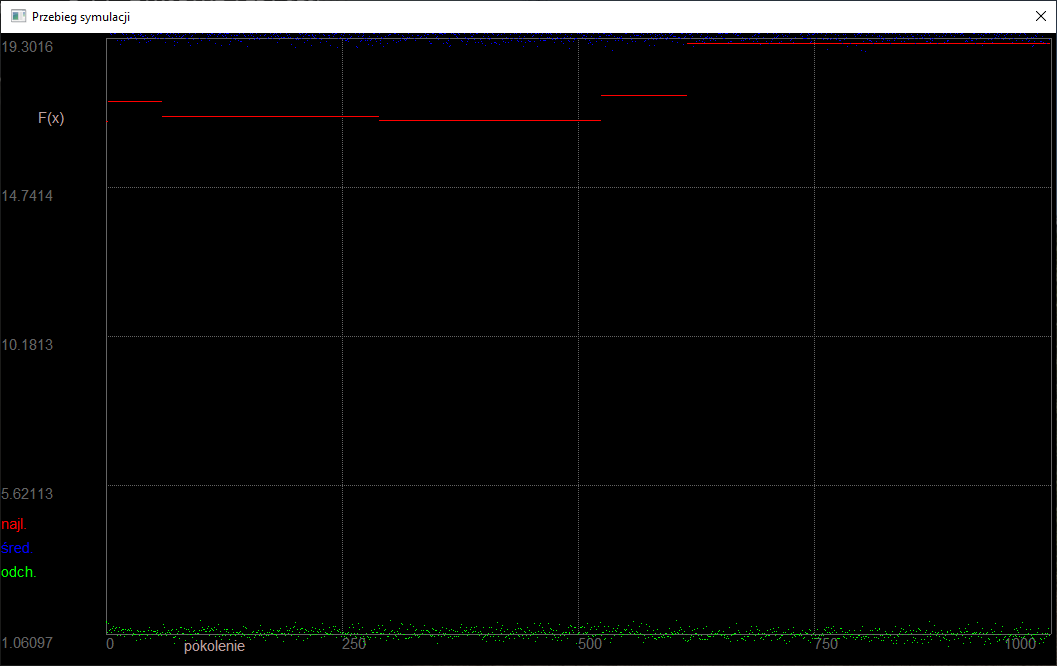 Przebieg symulacji
19.3016
F(x)
14.7414
10.1813
5.62113
najl.
śred.
odch.
1.06097
0 250 500 750 1000
pokolenie